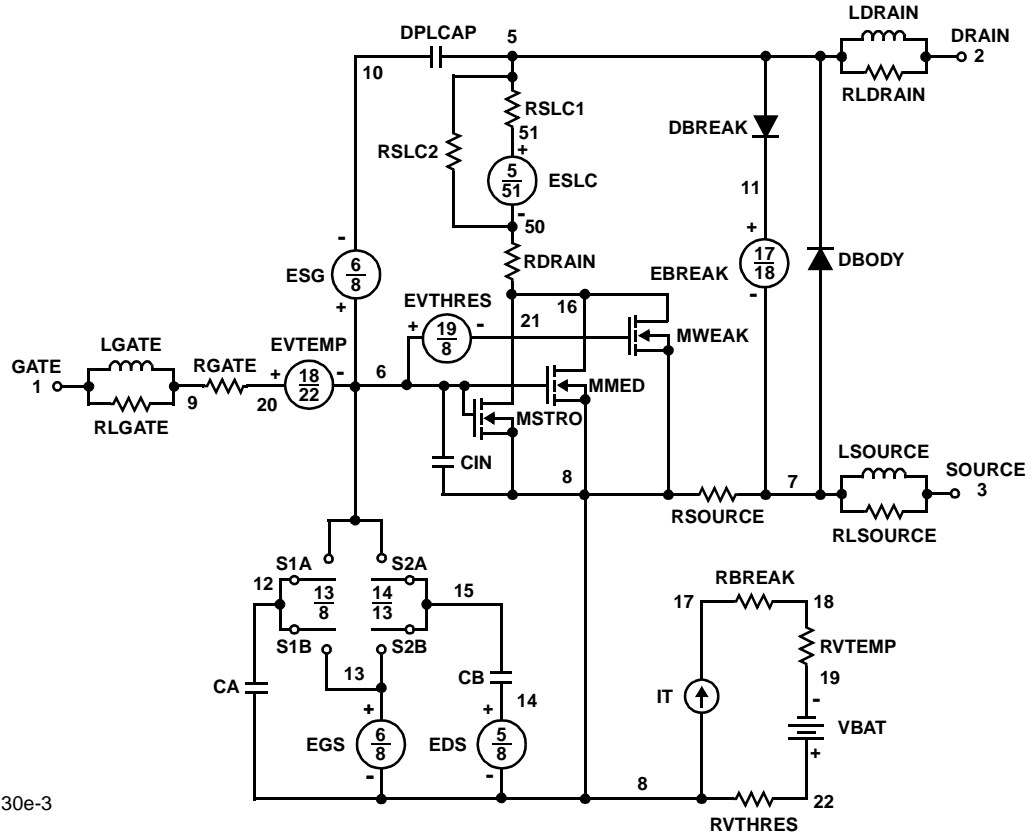 LDRAIN
DPLCAP
5
DRAIN
2
10
RLDRAIN
RSLC1
51
+
DBREAK
RSLC2
5
51
ESLC
11
-
50
+
-
RDRAIN
17
18
EBREAK
DBODY
ESG
6
8
+
EVTHRES
16
-
21
+
19
8
-
MWEAK
LGATE
EVTEMP
GATE
1
RGATE
+
18
22
-
6
MMED
9
20
MSTRO
RLGATE
LSOURCE
CIN
8
7
SOURCE
3
RSOURCE
RLSOURCE
S1A
S2A
12
13
8
14
13
15
RBREAK
17
18
S1B
S2B
RVTEMP
13
CB
19
CA
14
IT
-
+
+
VBAT
EGS
6
8
EDS
5
8
+
-
-
8
22
30e-3
RVTHRES